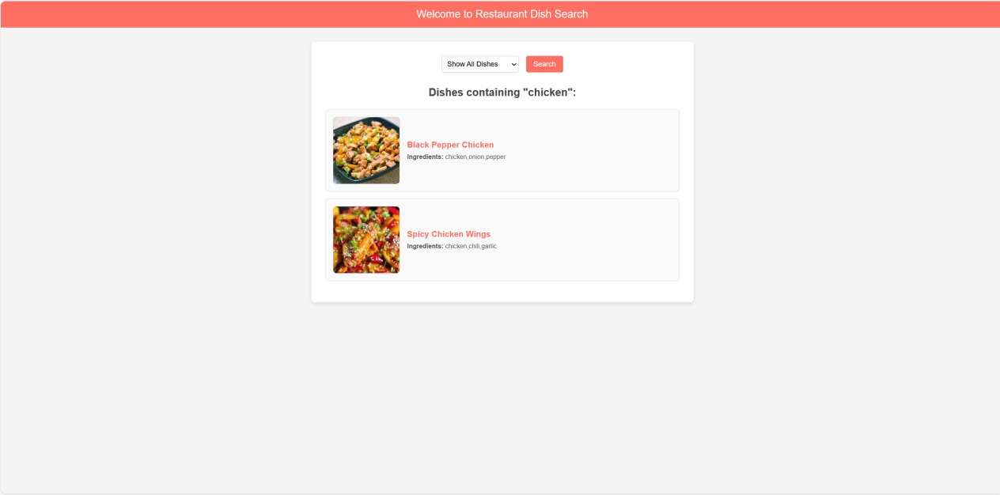 Welcome to Restaurant Dish Search
Show All Dishes
Search
Dishes containing "chicken":
Black Pepper Chicken
Ingredients: chicken,onion,pepper
Spicy Chicken Wings
Ingredients: chicken,chili,garlic